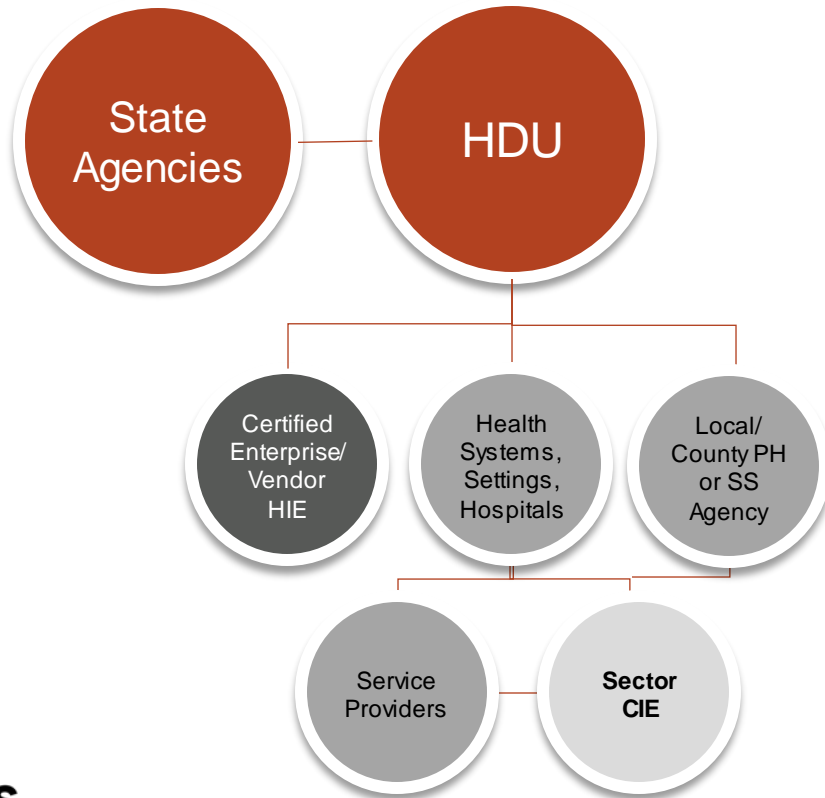 State
Agencies
HDU
Certified
Enterprise/
Vendor
HIE
Health
Systems,
Settings,
Hospitals
Local/
County PH
or SS
Agency
Service
Providers
Sector
CIE